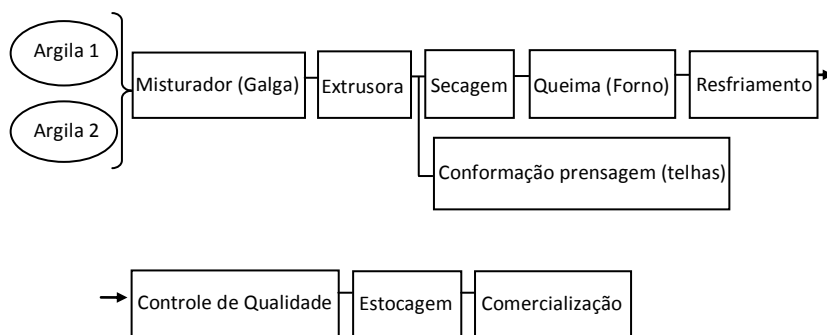 Argila 1
Argila 2
Misturador (Galga)
Extrusora
Secagem
Queima (Forno)
Resfriamento
Conformação prensagem (telhas)
Controle de Qualidade
Estocagem
Comercialização